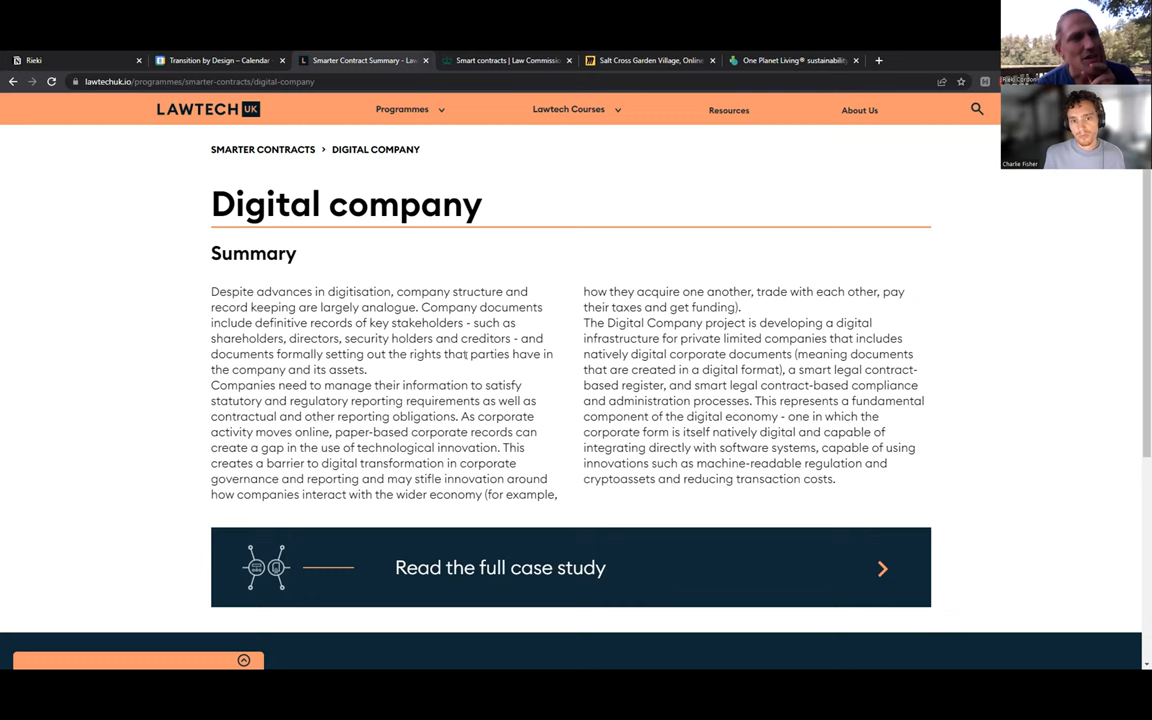 Rieki
Transition by Design – Calendar
Smarter Contract Summary - Law
Smart contracts | Law Commissio
Salt Cross Garden Village, Online
One Planet Living® sustainability
lawtechuk.io/programmes/smarter-contracts/digital-company
LAWTECH UK
Programmes
Lawtech Courses
Resources
About Us
SMARTER CONTRACTS > DIGITAL COMPANY
Digital company
Summary
Despite advances in digitisation, company structure and
record keeping are largely analogue. Company documents
include definitive records of key stakeholders - such as
shareholders, directors, security holders and creditors - and
documents formally setting out the rights that parties have in
the company and its assets.
Companies need to manage their information to satisfy
statutory and regulatory reporting requirements as well as
contractual and other reporting obligations. As corporate
activity moves online, paper-based corporate records can
create a gap in the use of technological innovation. This
creates a barrier to digital transformation in corporate
governance and reporting and may stifle innovation around
how companies interact with the wider economy (for example,
how they acquire one another, trade with each other, pay
their taxes and get funding).
The Digital Company project is developing a digital
infrastructure for private limited companies that includes
natively digital corporate documents (meaning documents
that are created in a digital format), a smart legal contract-
based register, and smart legal contract-based compliance
and administration processes. This represents a fundamental
component of the digital economy - one in which the
corporate form is itself natively digital and capable of
integrating directly with software systems, capable of using
innovations such as machine-readable regulation and
cryptoassets and reducing transaction costs.
Read the full case study
Rieki Cordon
Charlie Fisher